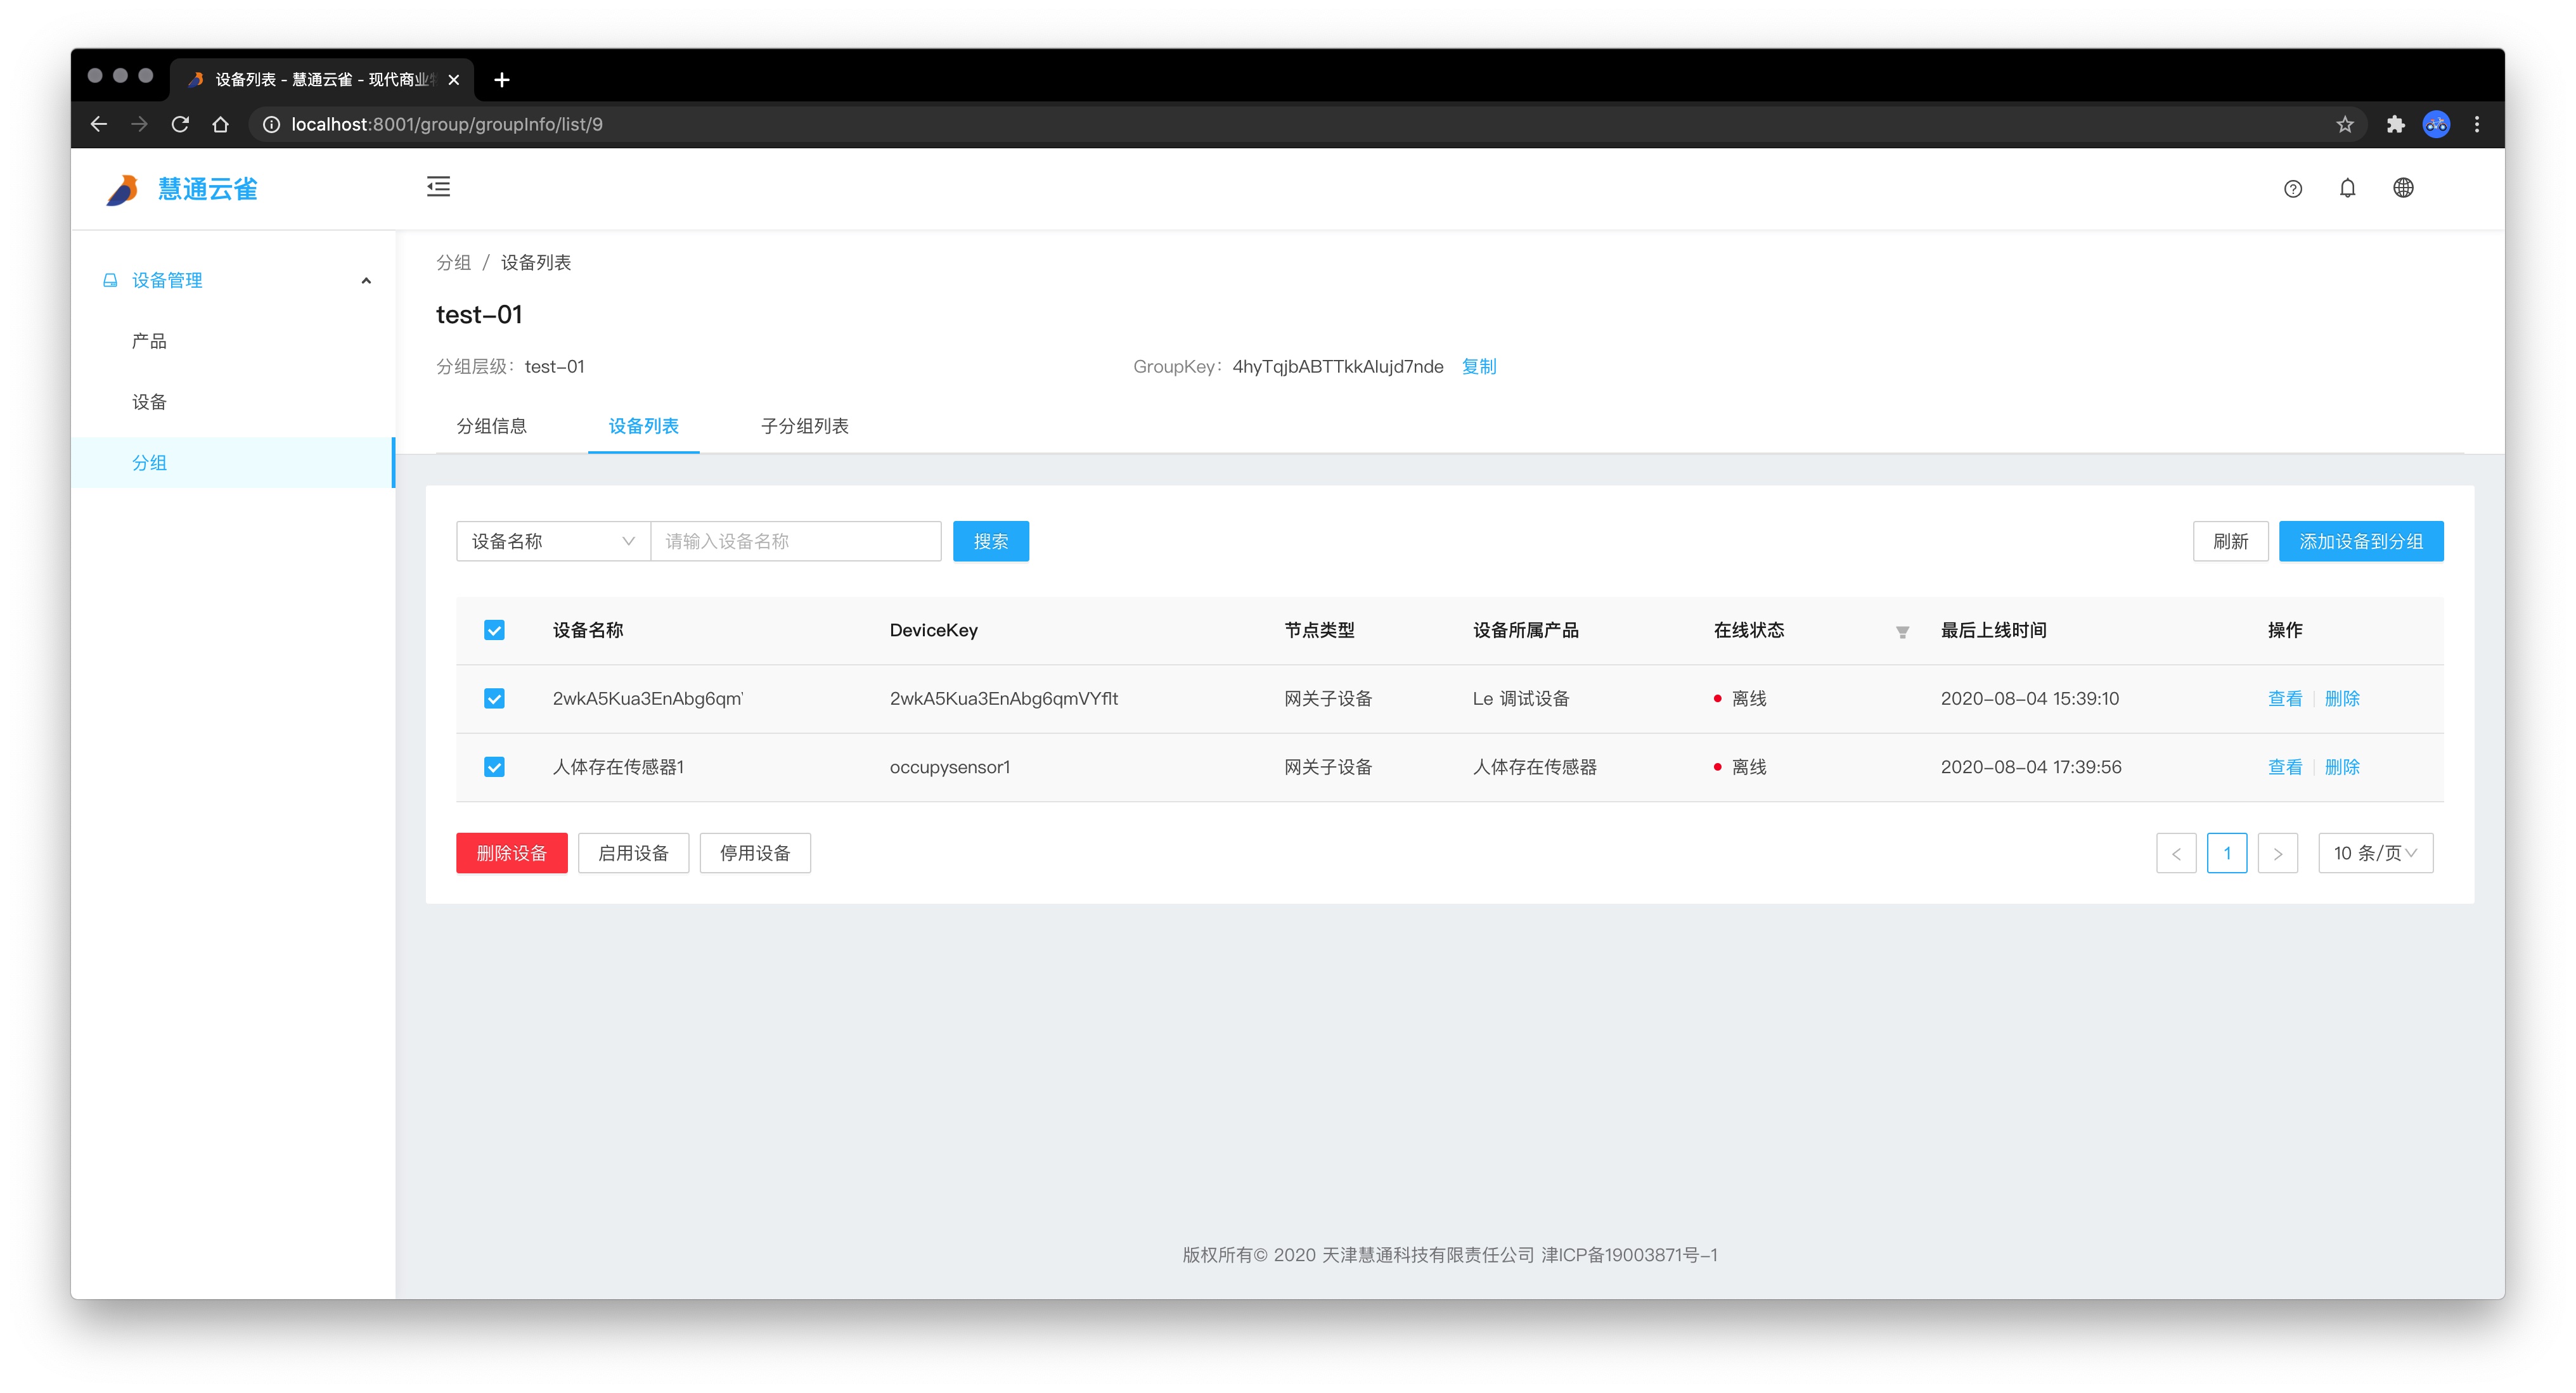 设备列表 - 慧通云雀 - 现代商业
localhost:8001/group/groupInfo/list/9
慧通云雀
设备管理
产品
设备
分组
分组 / 设备列表
test-01
分组层级：test-01
GroupKey：4hyTqjbABTTkkAlujd7nde 复制
分组信息 设备列表 子分组列表
设备名称 请输入设备名称 搜索 刷新 添加设备到分组
设备名称 DeviceKey 节点类型 设备所属产品 在线状态 最后上线时间 操作
2wkA5Kua3EnAbg6qm 2wkA5Kua3EnAbg6qmVYflt 网关子设备 Le 调试设备 离线 2020-08-04 15:39:10 查看 删除
人体存在传感器1 occupysensor1 网关子设备 人体存在传感器 离线 2020-08-04 17:39:56 查看 删除
删除设备 启用设备 停用设备 < 1 > 10 条/页
版权所有© 2020 天津慧通科技有限责任公司 津ICP备19003871号-1